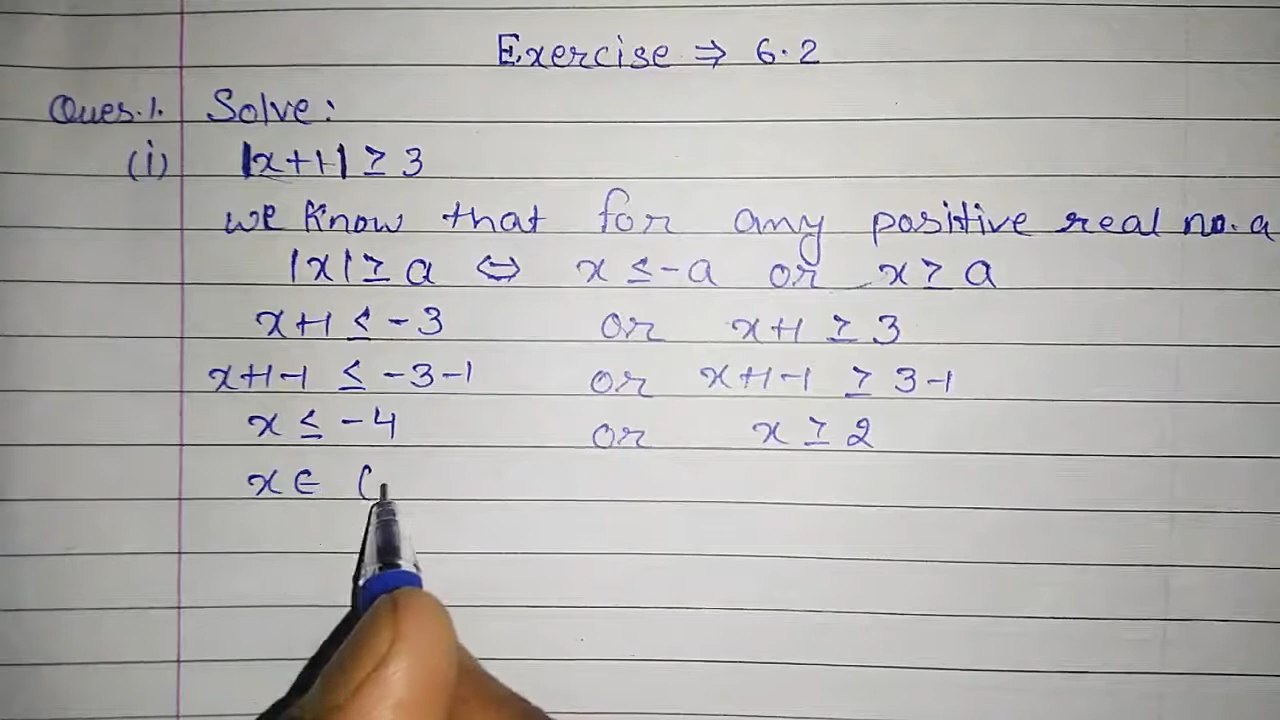 Exercise ⇒ 6.2
Ques.1. Solve:
(i) |x+1| ≥ 3
we know that for any positive real no. a
|x| ≥ a ⇔ x ≤ -a or x ≥ a
x+1 ≤ -3 or x+1 ≥ 3
x+1-1 ≤ -3-1 or x+1-1 ≥ 3-1
x ≤ -4 or x ≥ 2
x ∈ (